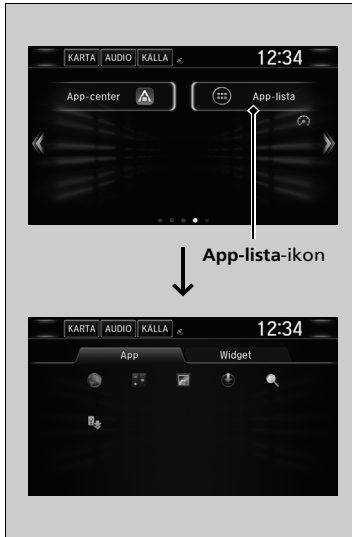 KARTA AUDIO KÄLLA 12:34
App-center App-lista
App-lista-ikon
KARTA AUDIO KÄLLA 12:34
App Widget